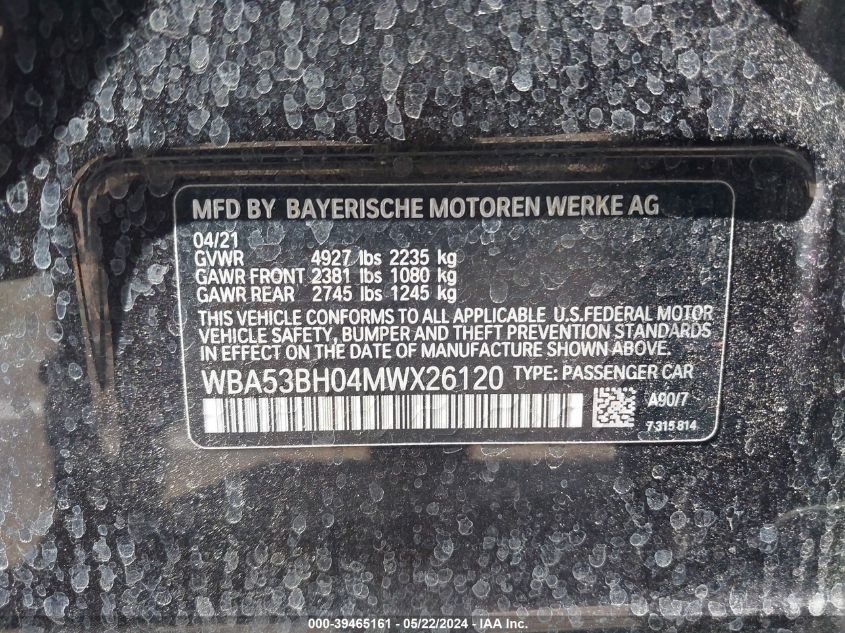 MFD BY BAYERISCHE MOTOREN WERKE AG
04/21
GVWR 4927 lbs 2235 kg
GAWR FRONT 2381 lbs 1080 kg
GAWR REAR 2745 lbs 1245 kg
THIS VEHICLE CONFORMS TO ALL APPLICABLE U.S.FEDERAL MOTOR
VEHICLE SAFETY, BUMPER AND THEFT PREVENTION STANDARDS
IN EFFECT ON THE DATE OF MANUFACTURE SHOWN ABOVE.
WBA53BH04MWX26120 TYPE: PASSENGER CAR
A90/7
7 315 814
000-39465161 - 05/22/2024 - IAA Inc.